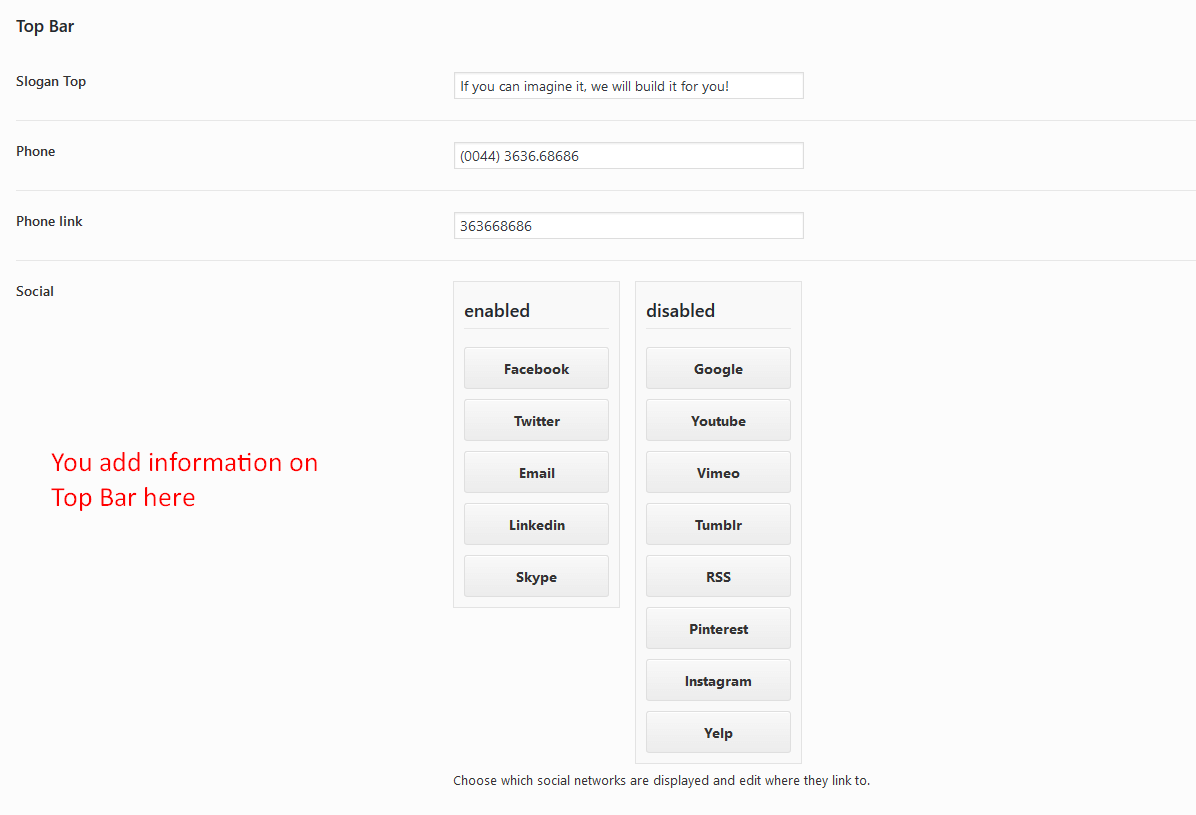 Top Bar
Slogan Top
If you can imagine it, we will build it for you!
Phone
(0044) 3636.68686
Phone link
363668686
Social
enabled
Facebook
Twitter
Email
Linkedin
Skype
disabled
Google
Youtube
Vimeo
Tumblr
RSS
Pinterest
Instagram
Yelp
You add information on
Top Bar here
Choose which social networks are displayed and edit where they link to.